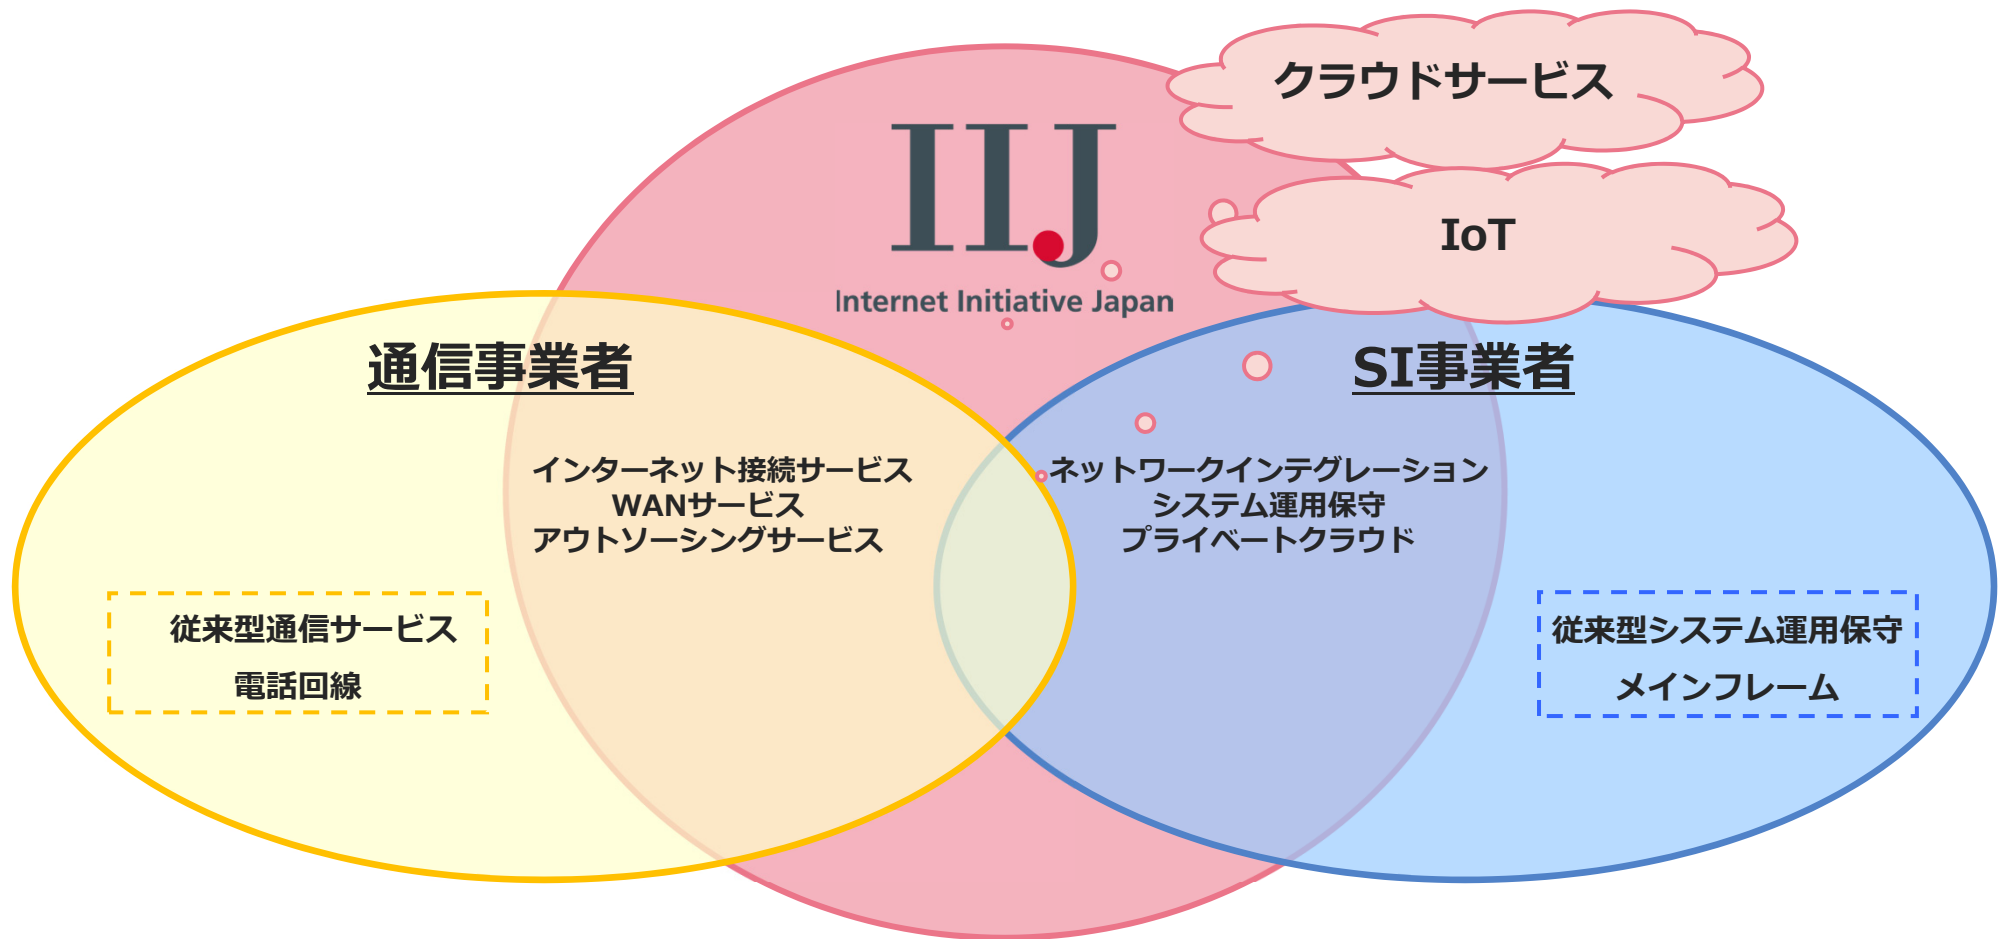 クラウドサービス
IIJ
Internet Initiative Japan
IoT
通信事業者
SI事業者
インターネット接続サービス
WANサービス
アウトソーシングサービス
ネットワークインテグレーション
システム運用保守
プライベートクラウド
従来型通信サービス
電話回線
従来型システム運用保守
メインフレーム